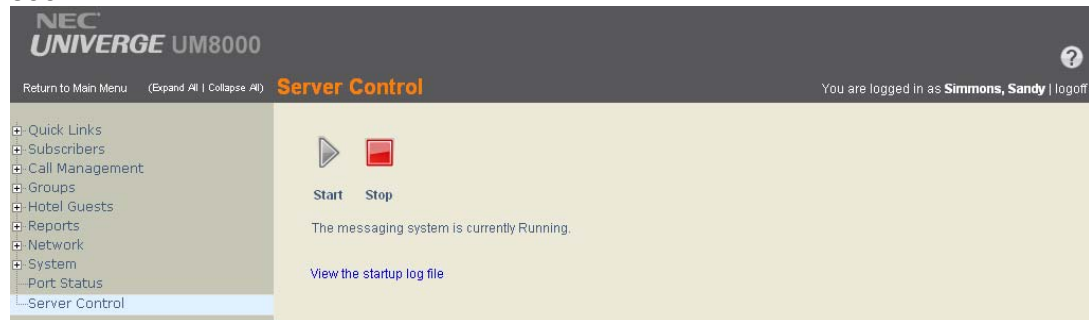 NEC
UNIVERGE UM8000
?
Return to Main Menu (Expand All | Collapse All) Server Control You are logged in as Simmons, Sandy | logoff
Quick Links
Subscribers
Call Management
Groups
Hotel Guests
Reports
Network
System
Port Status
Server Control
Start Stop
The messaging system is currently Running.
View the startup log file